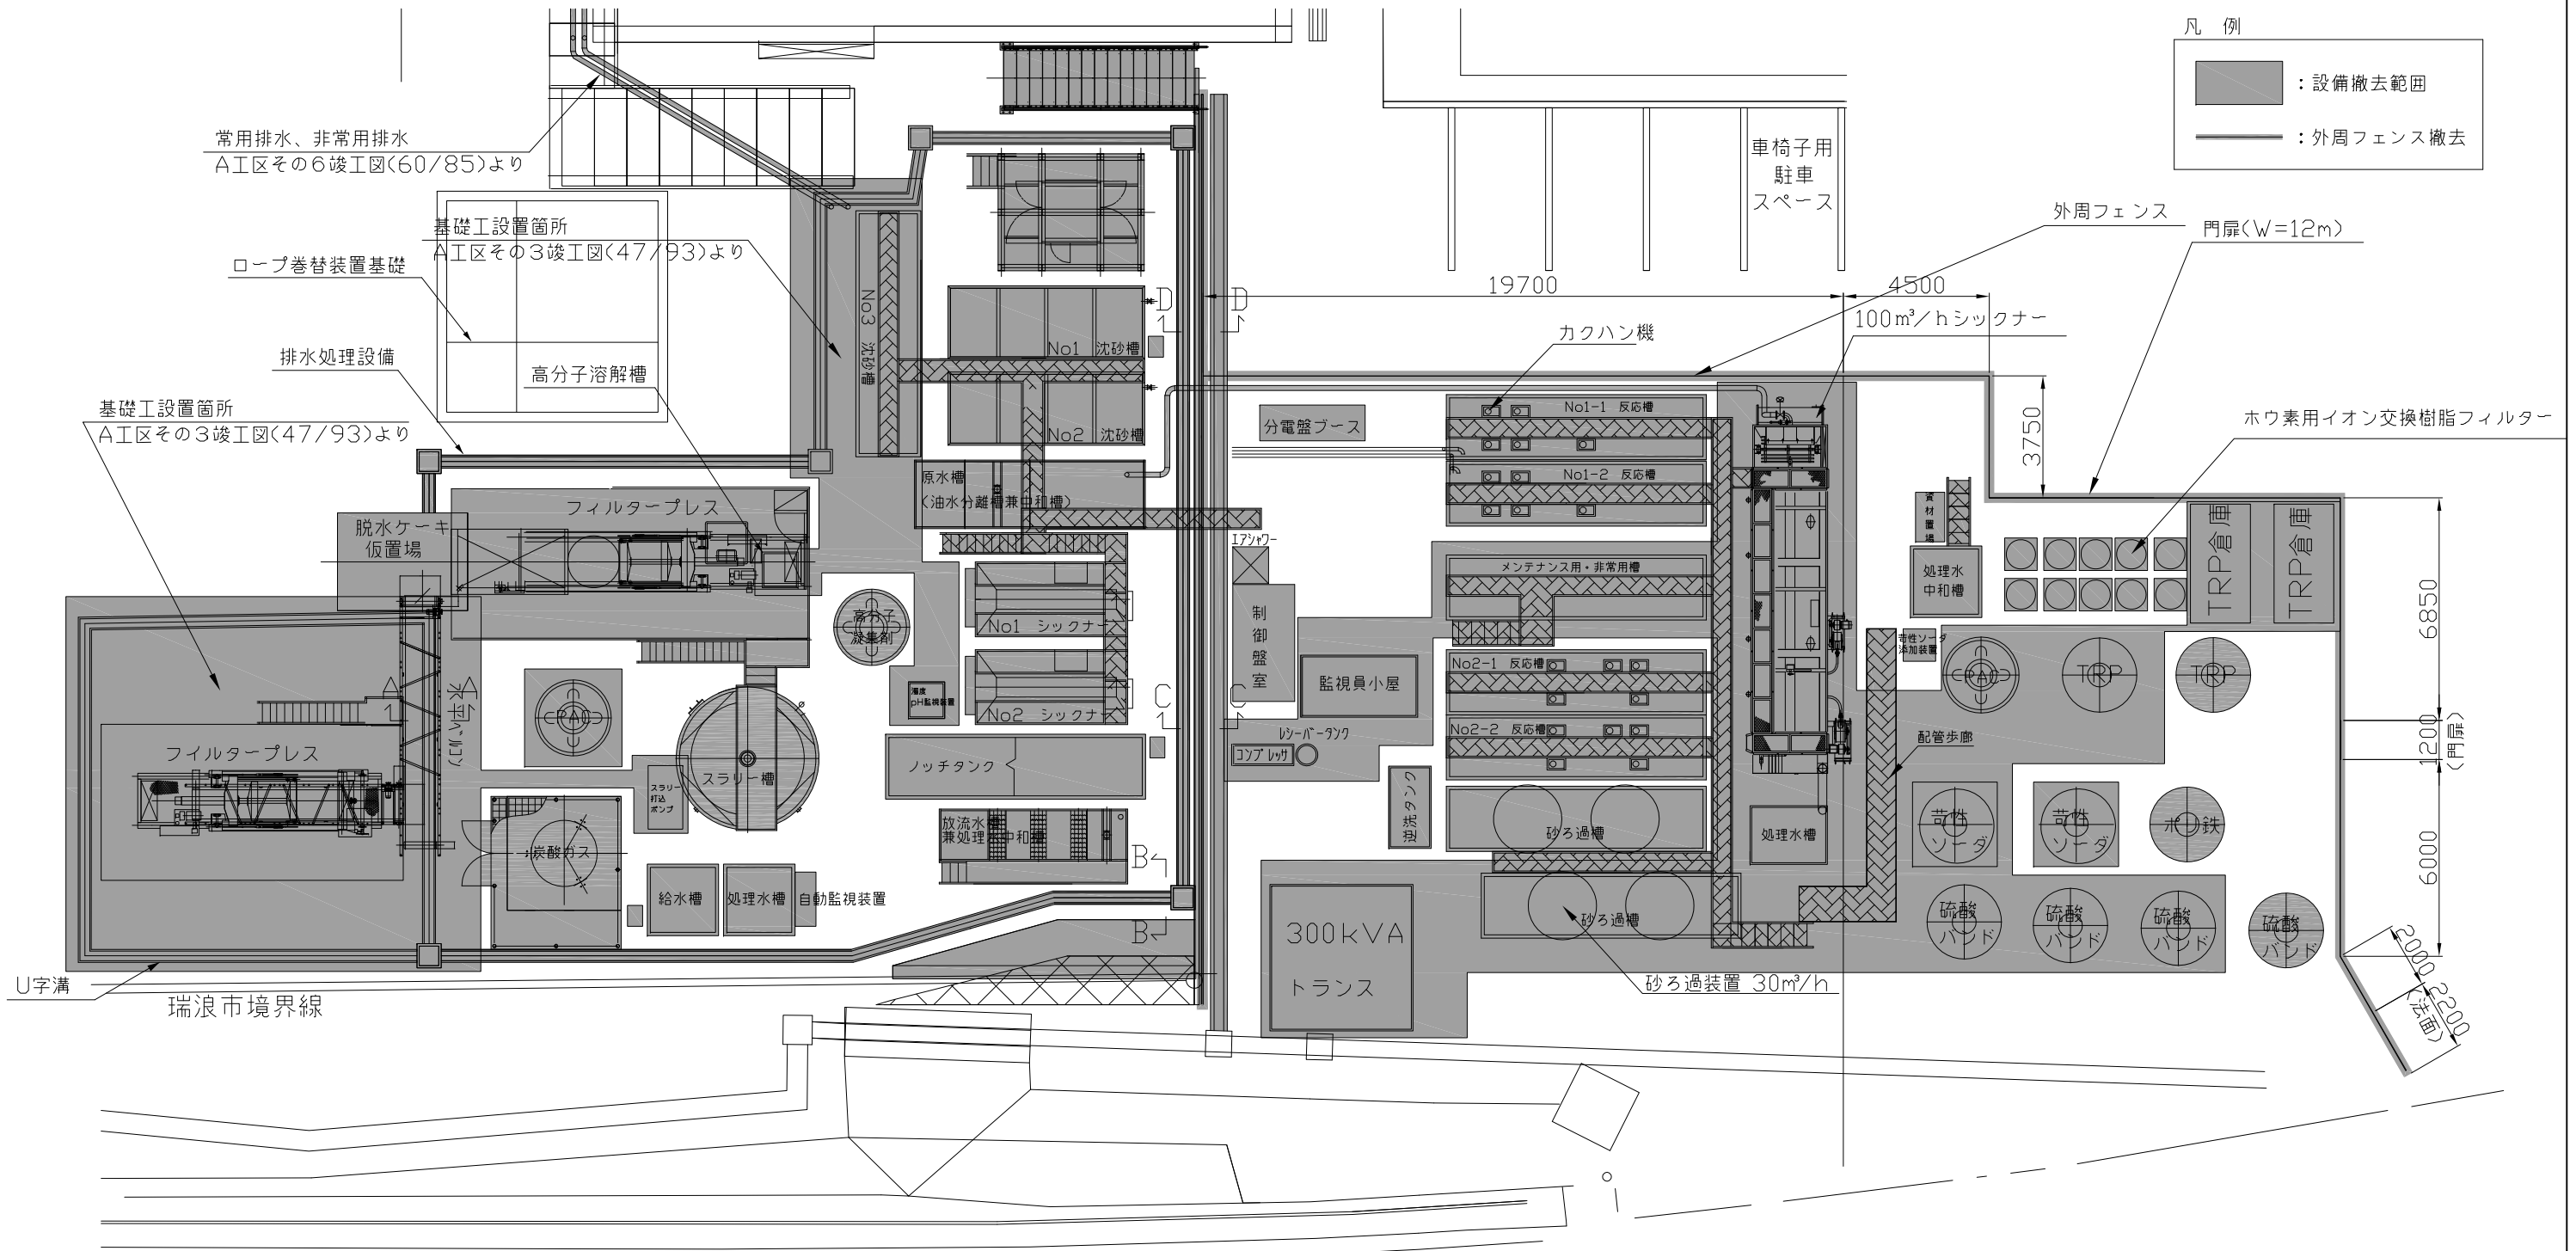 凡 例
：設備撤去範囲
：外周フェンス撤去
常用排水、非常用排水
A工区その6竣工図(60/85)より
車椅子用
駐車
スペース
外周フェンス
門扉(W=12m)
基礎工設置箇所
A工区その3竣工図(47/93)より
ロープ巻替装置基礎
排水処理設備
高分子溶解槽
基礎工設置箇所
A工区その3竣工図(47/93)より
No3 沈砂槽
No1 沈砂槽
No2 沈砂槽
D
D
19700
4500
100m³/hシックナー
カクハン機
3750
ホウ素用イオン交換樹脂フィルター
分電盤ブース
No1-1 反応槽
No1-2 反応槽
原水槽
(油水分離槽兼中和槽)
フィルタープレス
脱水ケーキ
仮置場
エアシャワー
メンテナンス用・非常用槽
資材置場
処理水
中和槽
TRP倉庫
TRP倉庫
6850
高分子
凝集剤
No1 シックナー
No2 シックナー
制御盤室
監視員小屋
No2-1 反応槽
No2-2 反応槽
苛性ソーダ
添加装置
PAC
TRP
TRP
濁度
pH監視装置
C
C
A
A
水平ベルコン
PAC
フイルタープレス
スラリー槽
スラリー
打込
ポンプ
ノッチタンク
レシーバータンク
コンプレッサ
逆洗タンク
配管歩廊
1200
(門扉)
苛性
ソーダ
苛性
ソーダ
ポリ鉄
6000
炭酸ガス
放流水槽
兼処理水中和槽
B
B
砂ろ過槽
砂ろ過槽
処理水槽
給水槽
処理水槽
自動監視装置
300kVA
トランス
硫酸
バンド
硫酸
バンド
硫酸
バンド
硫酸
バンド
2000
2200
(法面)
砂ろ過装置 30m³/h
U字溝
瑞浪市境界線